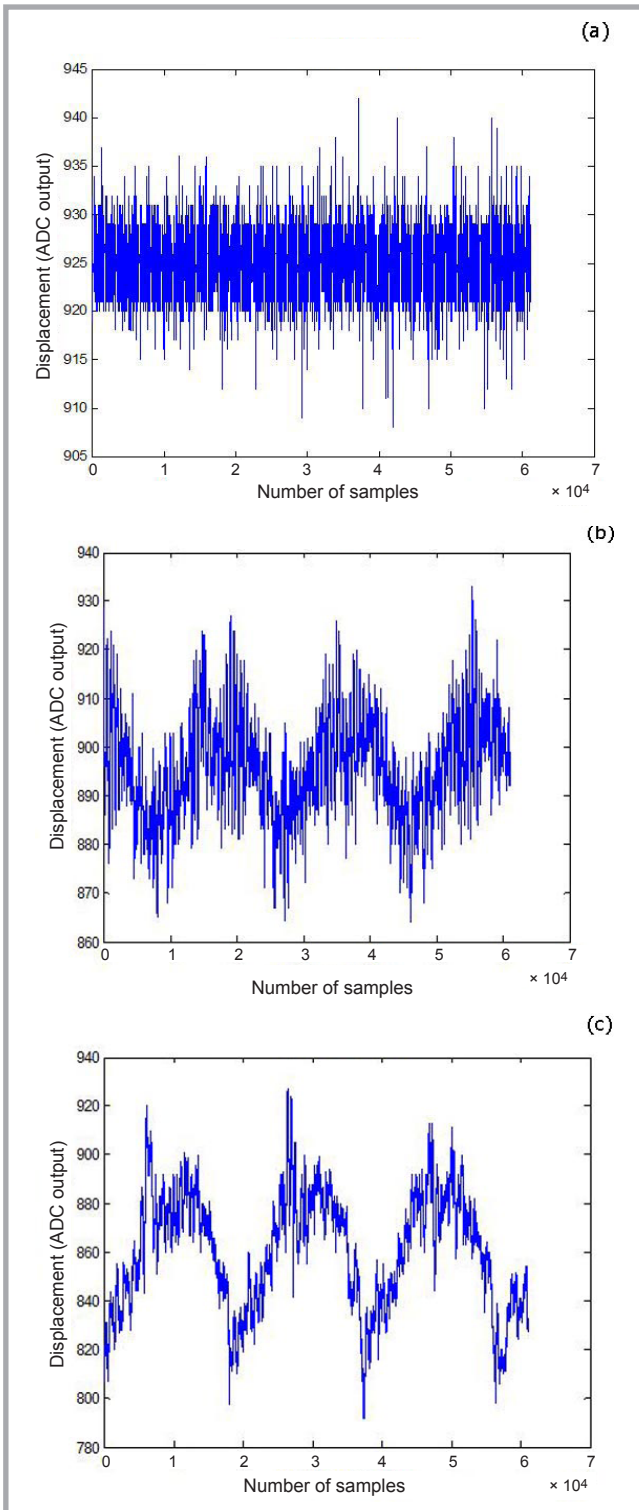 (a)
Displacement (ADC output)
945
940
935
930
925
920
915
910
905
0 1 2 3 4 5 6 7
Number of samples
× 10⁴
(b)
Displacement (ADC output)
940
930
920
910
900
890
880
870
860
0 1 2 3 4 5 6 7
× 10⁴
Number of samples
(c)
Displacement (ADC output)
940
920
900
880
860
840
820
800
780
0 1 2 3 4 5 6 7
Number of samples
× 10⁴